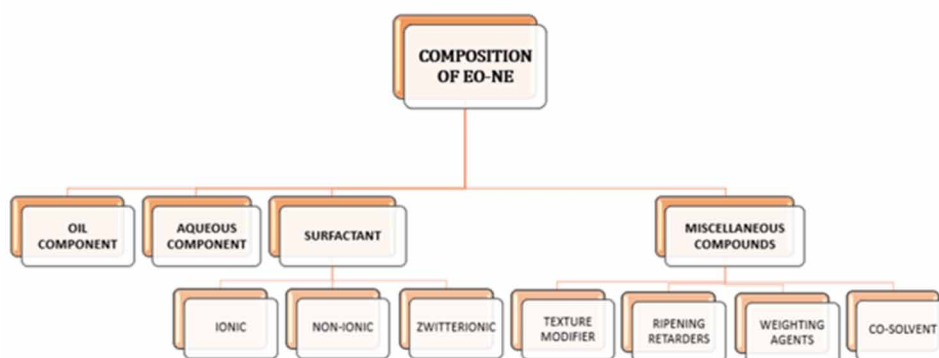 COMPOSITION
OF EO-NE
OIL
COMPONENT
AQUEOUS
COMPONENT
SURFACTANT
MISCELLANEOUS
COMPOUNDS
IONIC
NON-IONIC
ZWITTERIONIC
TEXTURE
MODIFIER
RIPENING
RETARDERS
WEIGHTING
AGENTS
CO-SOLVENT